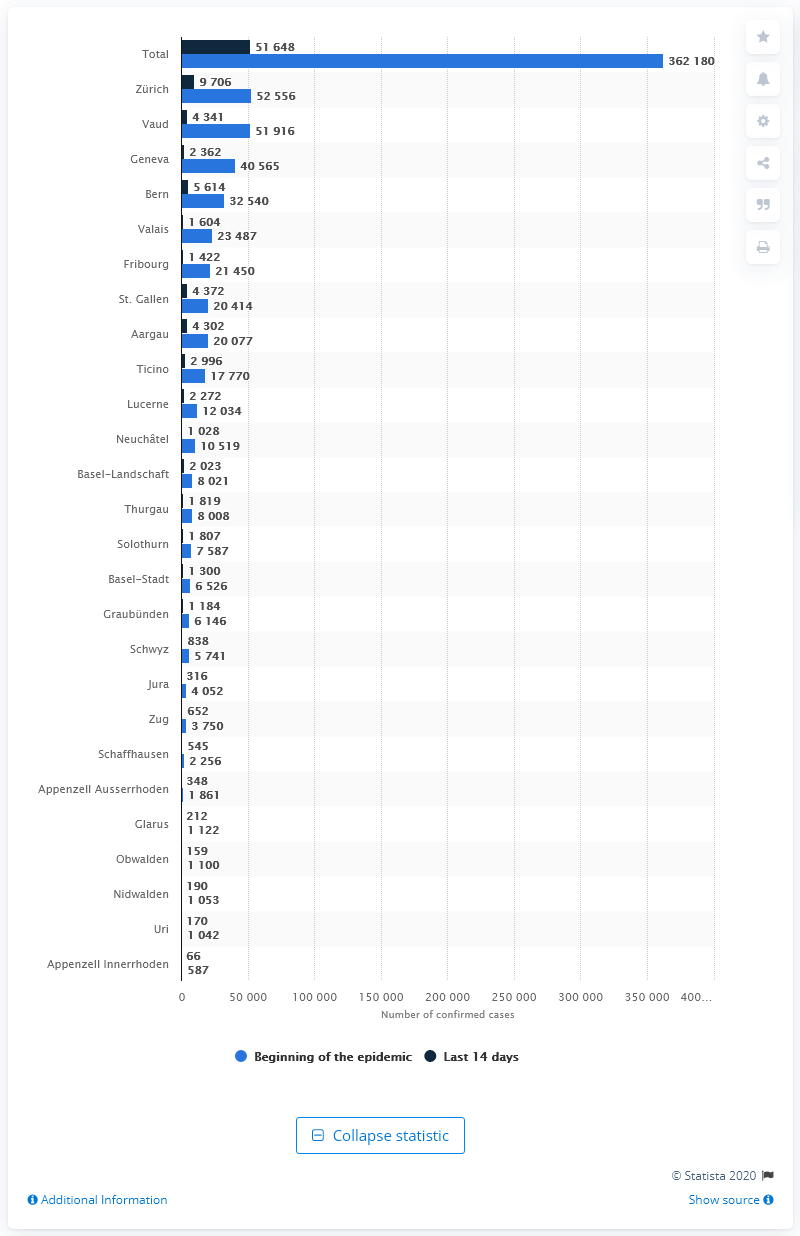 Total 51 648
362 180
Zürich 9 706
52 556
Vaud 4 341
51 916
Geneva 2 362
40 565
Bern 5 614
32 540
Valais 1 604
23 487
Fribourg 1 422
21 450
St. Gallen 4 372
20 414
Aargau 4 302
20 077
Ticino 2 996
17 770
Lucerne 2 272
12 034
Neuchâtel 1 028
10 519
Basel-Landschaft 2 023
8 021
Thurgau 1 819
8 008
Solothurn 1 807
7 587
Basel-Stadt 1 300
6 526
Graubünden 1 184
6 146
Schwyz 838
5 741
Jura 316
4 052
Zug 652
3 750
Schaffhausen 545
2 256
Appenzell Ausserrhoden 348
1 861
Glarus 212
1 122
Obwalden 159
1 100
Nidwalden 190
1 053
Uri 170
1 042
Appenzell Innerrhoden 66
587
0 50 000 100 000 150 000 200 000 250 000 300 000 350 000 400...
Number of confirmed cases
Beginning of the epidemic Last 14 days
Collapse statistic
© Statista 2020
Additional Information Show source